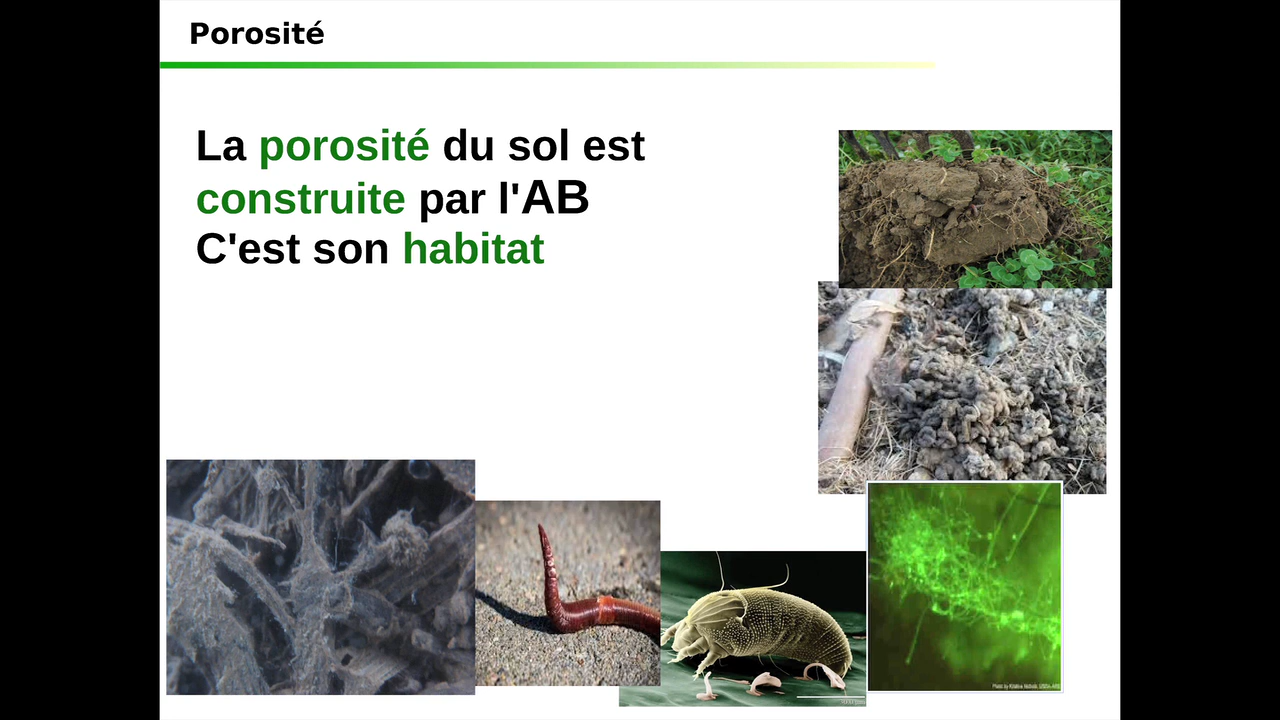 Porosité
La porosité du sol est
construite par l'AB
C'est son habitat